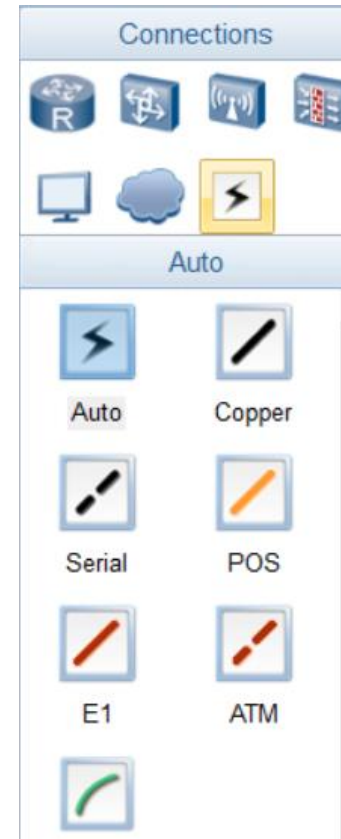 Connections
R
Auto
Auto Copper
Serial POS
E1 ATM